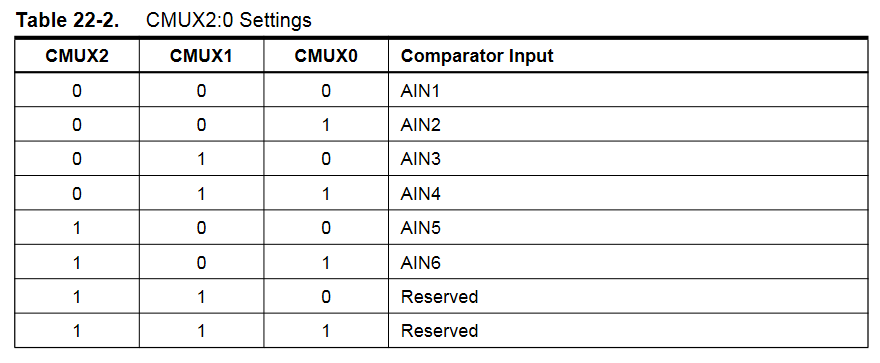 Table 22-2. CMUX2:0 Settings
CMUX2 CMUX1 CMUX0 Comparator Input
0 0 0 AIN1
0 0 1 AIN2
0 1 0 AIN3
0 1 1 AIN4
1 0 0 AIN5
1 0 1 AIN6
1 1 0 Reserved
1 1 1 Reserved